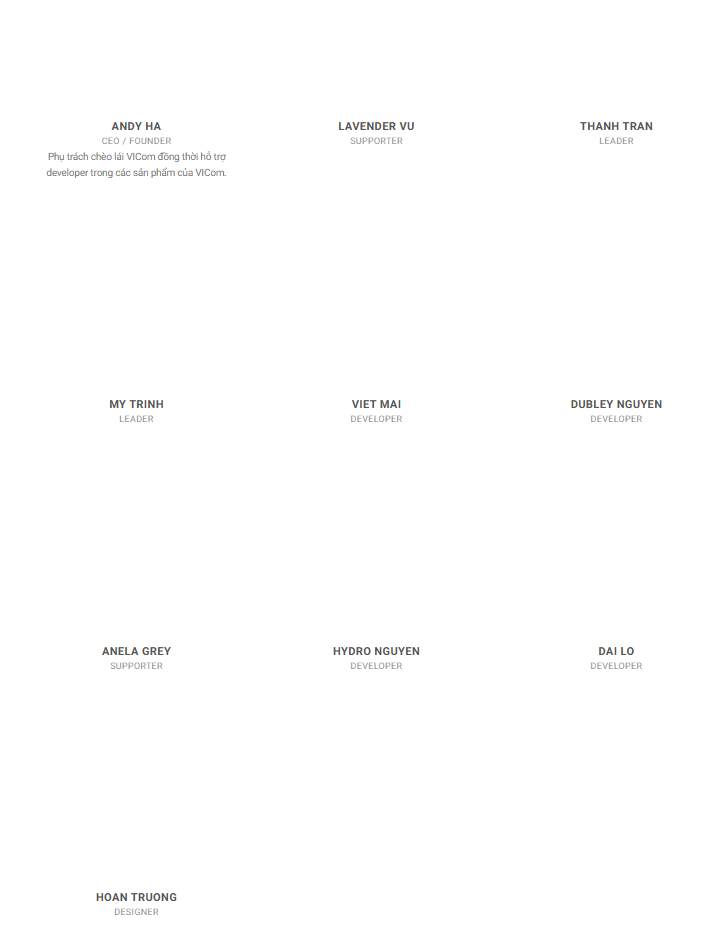 ANDY HA
CEO / FOUNDER
Phụ trách chèo lái VICom đồng thời hỗ trợ
developer trong các sản phẩm của VICom.
LAVENDER VU
SUPPORTER
THANH TRAN
LEADER
MY TRINH
LEADER
VIET MAI
DEVELOPER
DUBLEY NGUYEN
DEVELOPER
ANELA GREY
SUPPORTER
HYDRO NGUYEN
DEVELOPER
DAI LO
DEVELOPER
HOAN TRUONG
DESIGNER